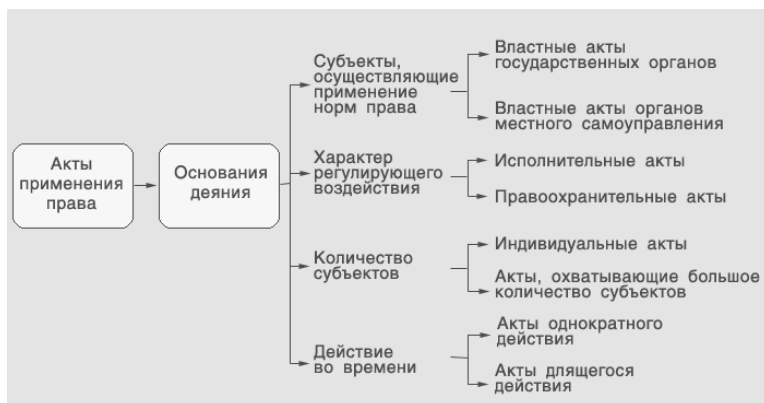 Акты
применения
права
Основания
деяния
Субъекты,
осуществляющие
применение
норм права
Властные акты
государственных органов
Властные акты органов
местного самоуправления
Характер
регулирующего
воздействия
Исполнительные акты
Правоохранительные акты
Количество
субъектов
Индивидуальные акты
Акты, охватывающие большое
количество субъектов
Действие
во времени
Акты однократного
действия
Акты длящегося
действия